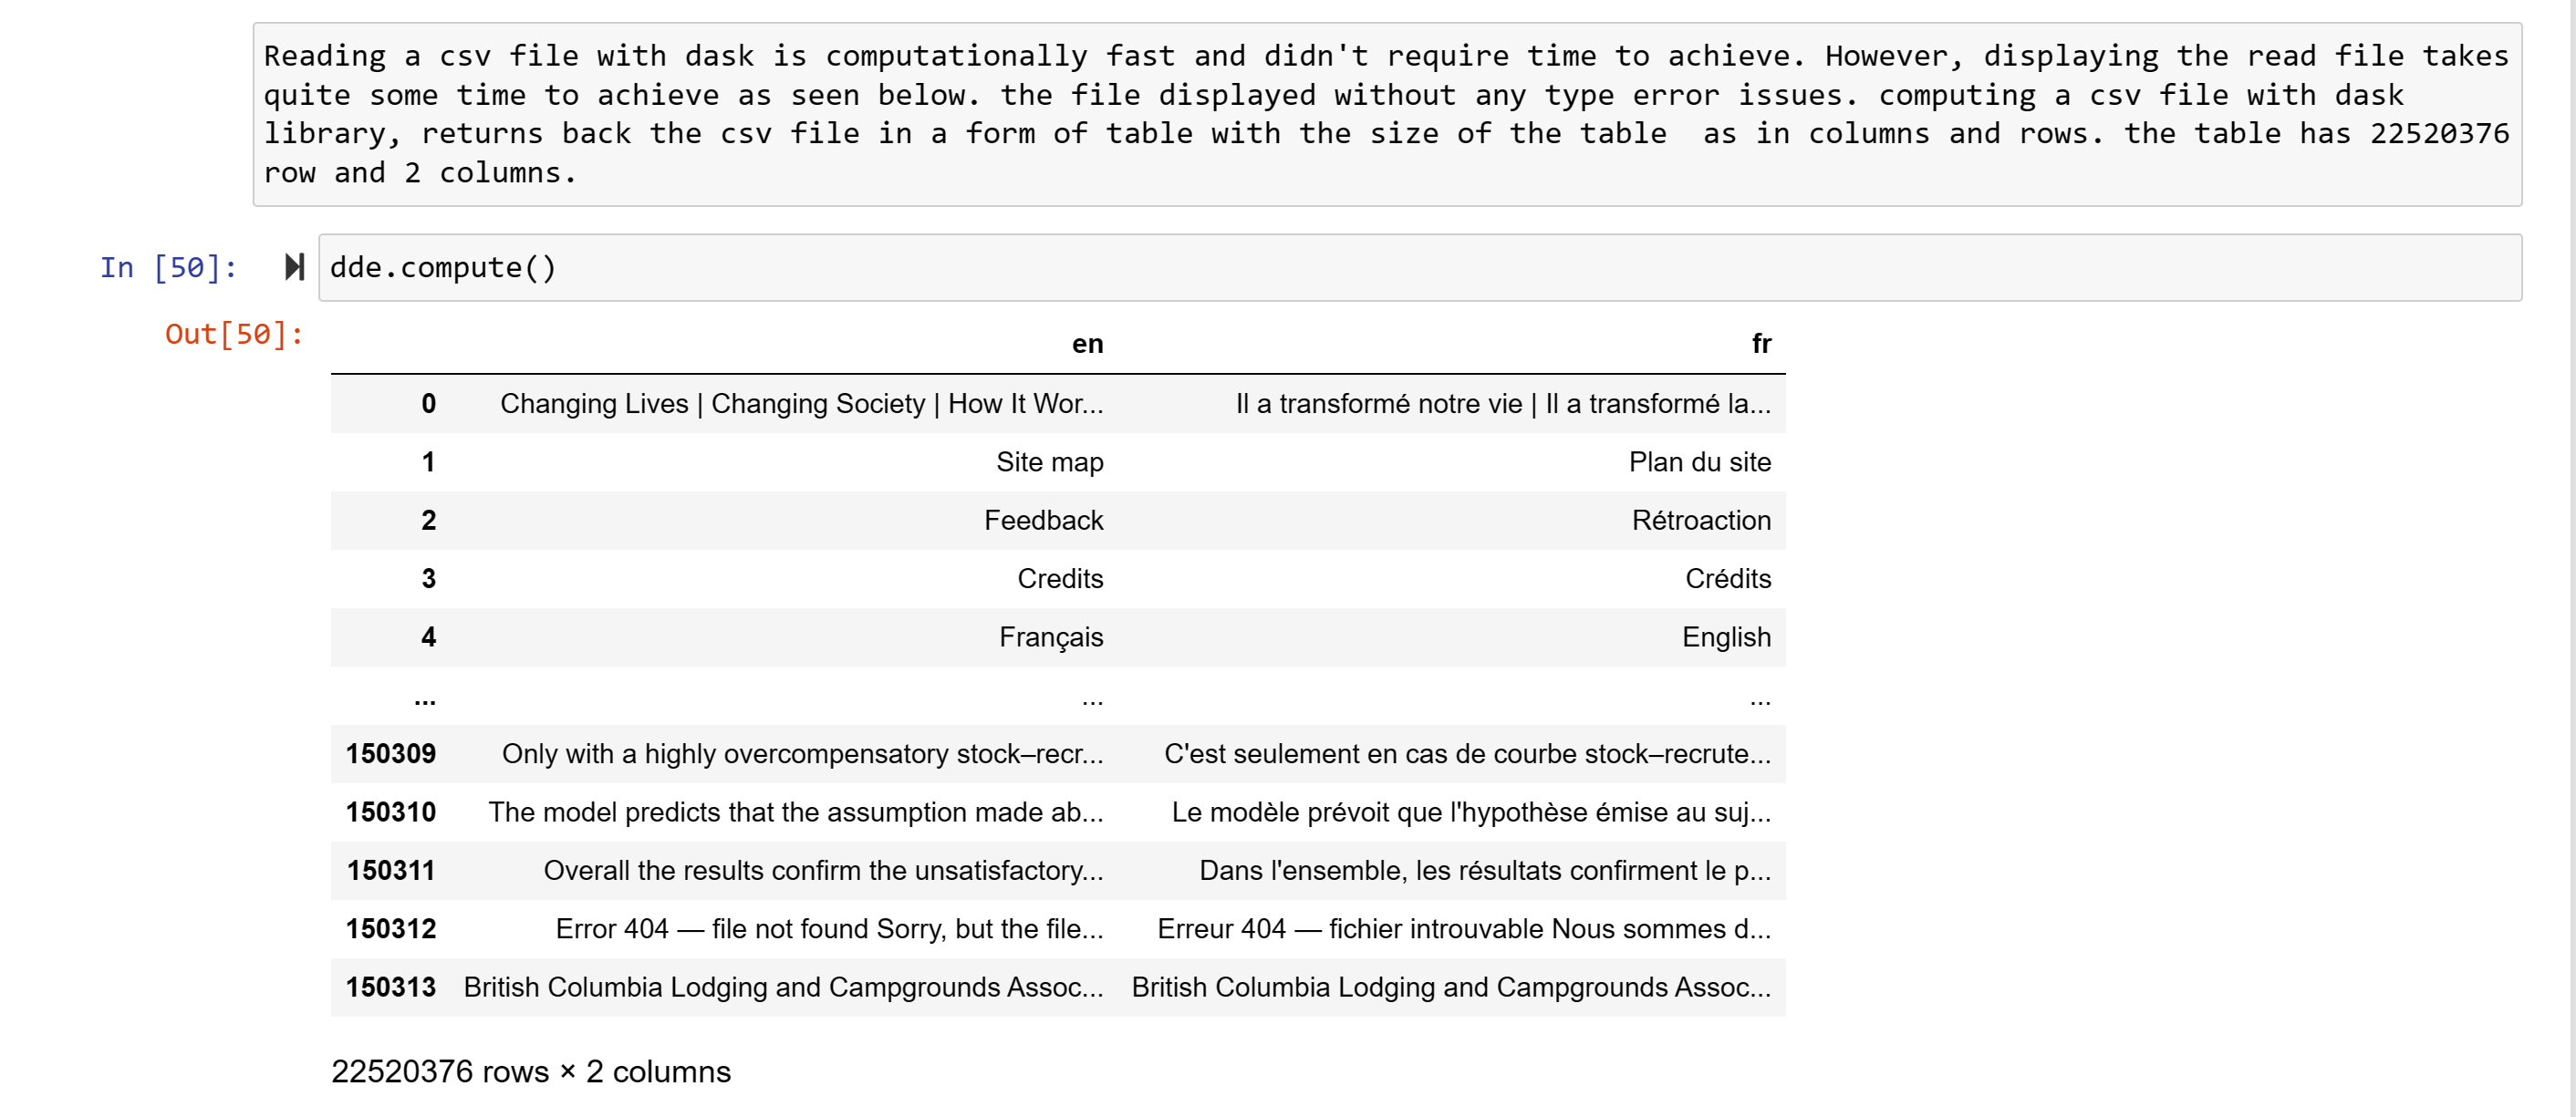 Reading a csv file with dask is computationally fast and didn't require time to achieve. However, displaying the read file takes
quite some time to achieve as seen below. the file displayed without any type error issues. computing a csv file with dask
library, returns back the csv file in a form of table with the size of the table  as in columns and rows. the table has 22520376
row and 2 columns.
In [50]: dde.compute()
Out[50]:
en fr
0 Changing Lives | Changing Society | How It Wor... Il a transformé notre vie | Il a transformé la...
1 Site map Plan du site
2 Feedback Rétroaction
3 Credits Crédits
4 Français English
... ... ...
150309 Only with a highly overcompensatory stock–recr... C'est seulement en cas de courbe stock–recrute...
150310 The model predicts that the assumption made ab... Le modèle prévoit que l'hypothèse émise au suj...
150311 Overall the results confirm the unsatisfactory... Dans l'ensemble, les résultats confirment le p...
150312 Error 404 — file not found Sorry, but the file... Erreur 404 — fichier introuvable Nous sommes d...
150313 British Columbia Lodging and Campgrounds Assoc... British Columbia Lodging and Campgrounds Assoc...
22520376 rows × 2 columns